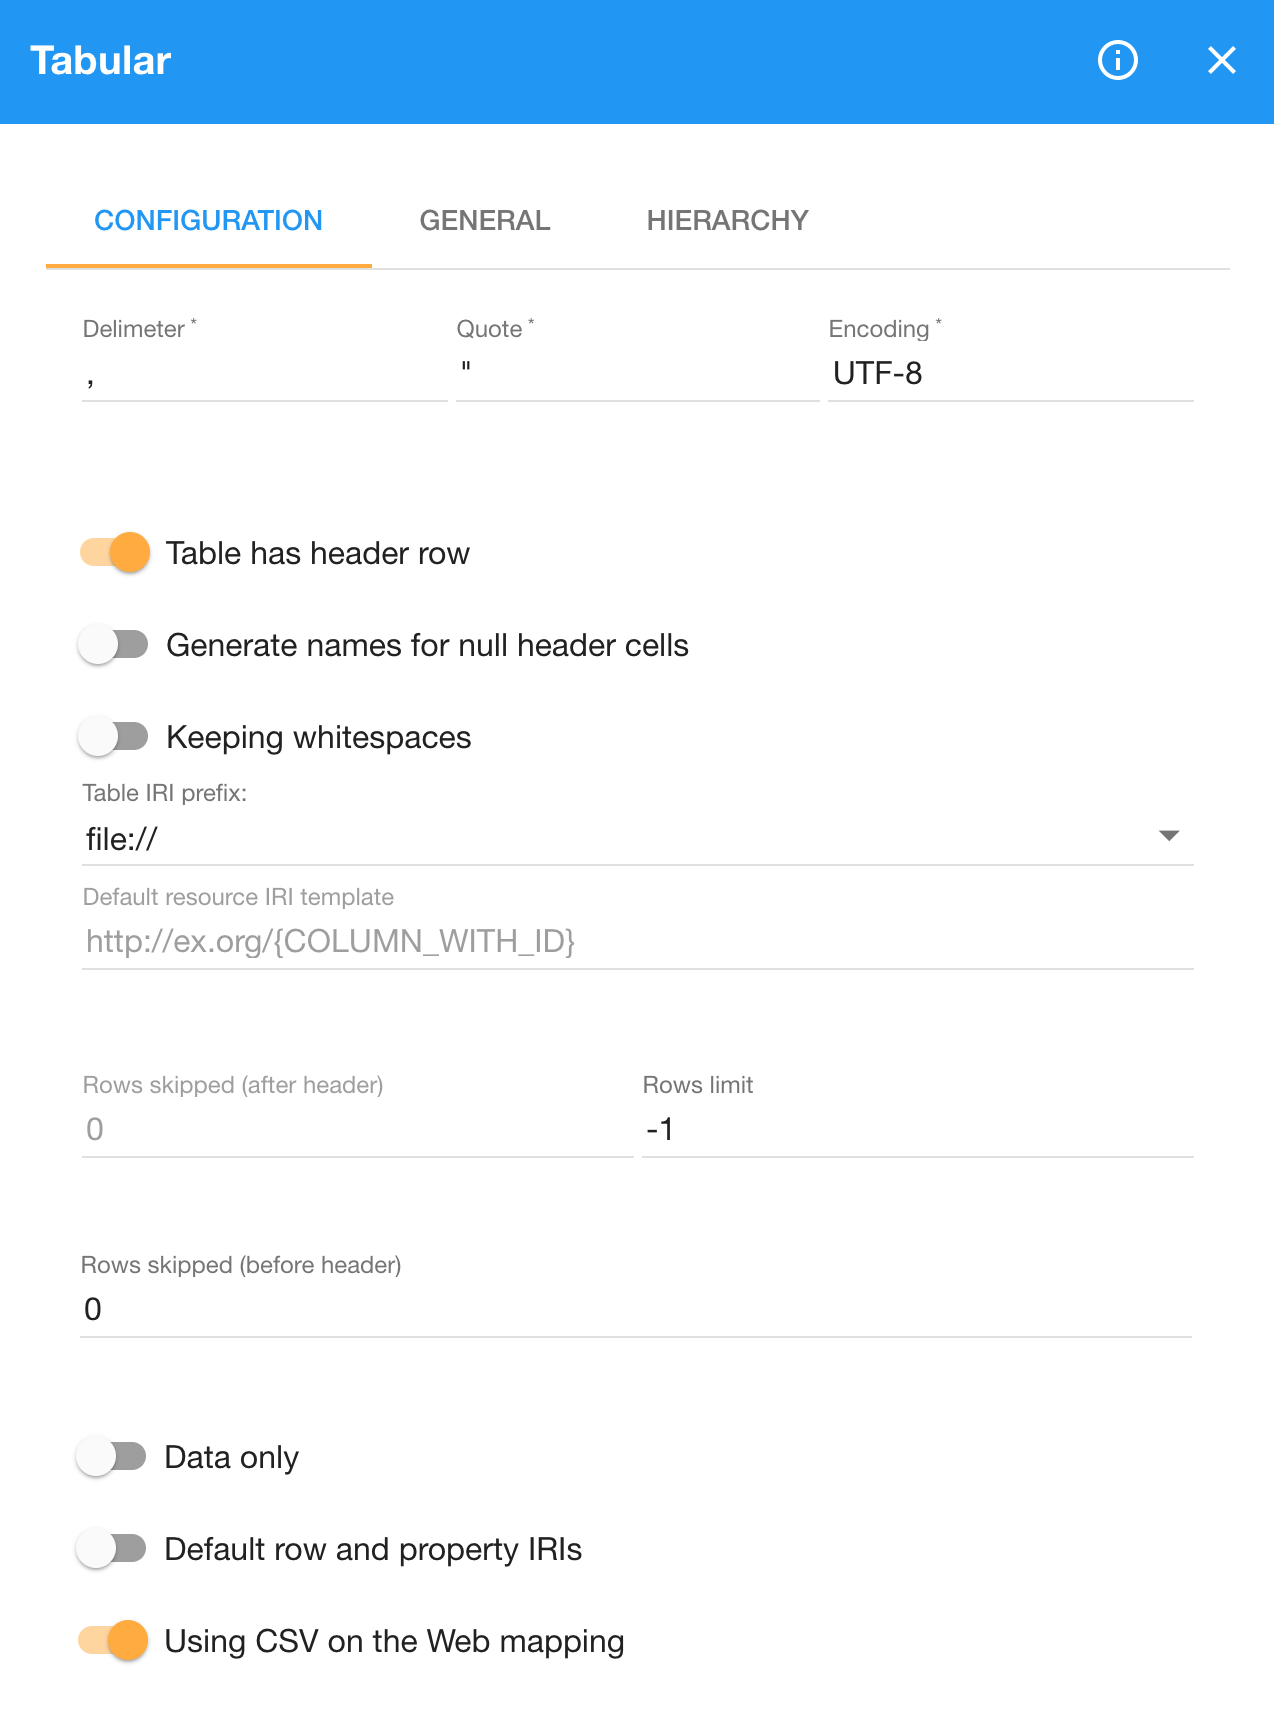 Tabular
CONFIGURATION GENERAL HIERARCHY
Delimeter * Quote * Encoding *
, " UTF-8
Table has header row
Generate names for null header cells
Keeping whitespaces
Table IRI prefix:
file://
Default resource IRI template
http://ex.org/{COLUMN_WITH_ID}
Rows skipped (after header) Rows limit
0 -1
Rows skipped (before header)
0
Data only
Default row and property IRIs
Using CSV on the Web mapping